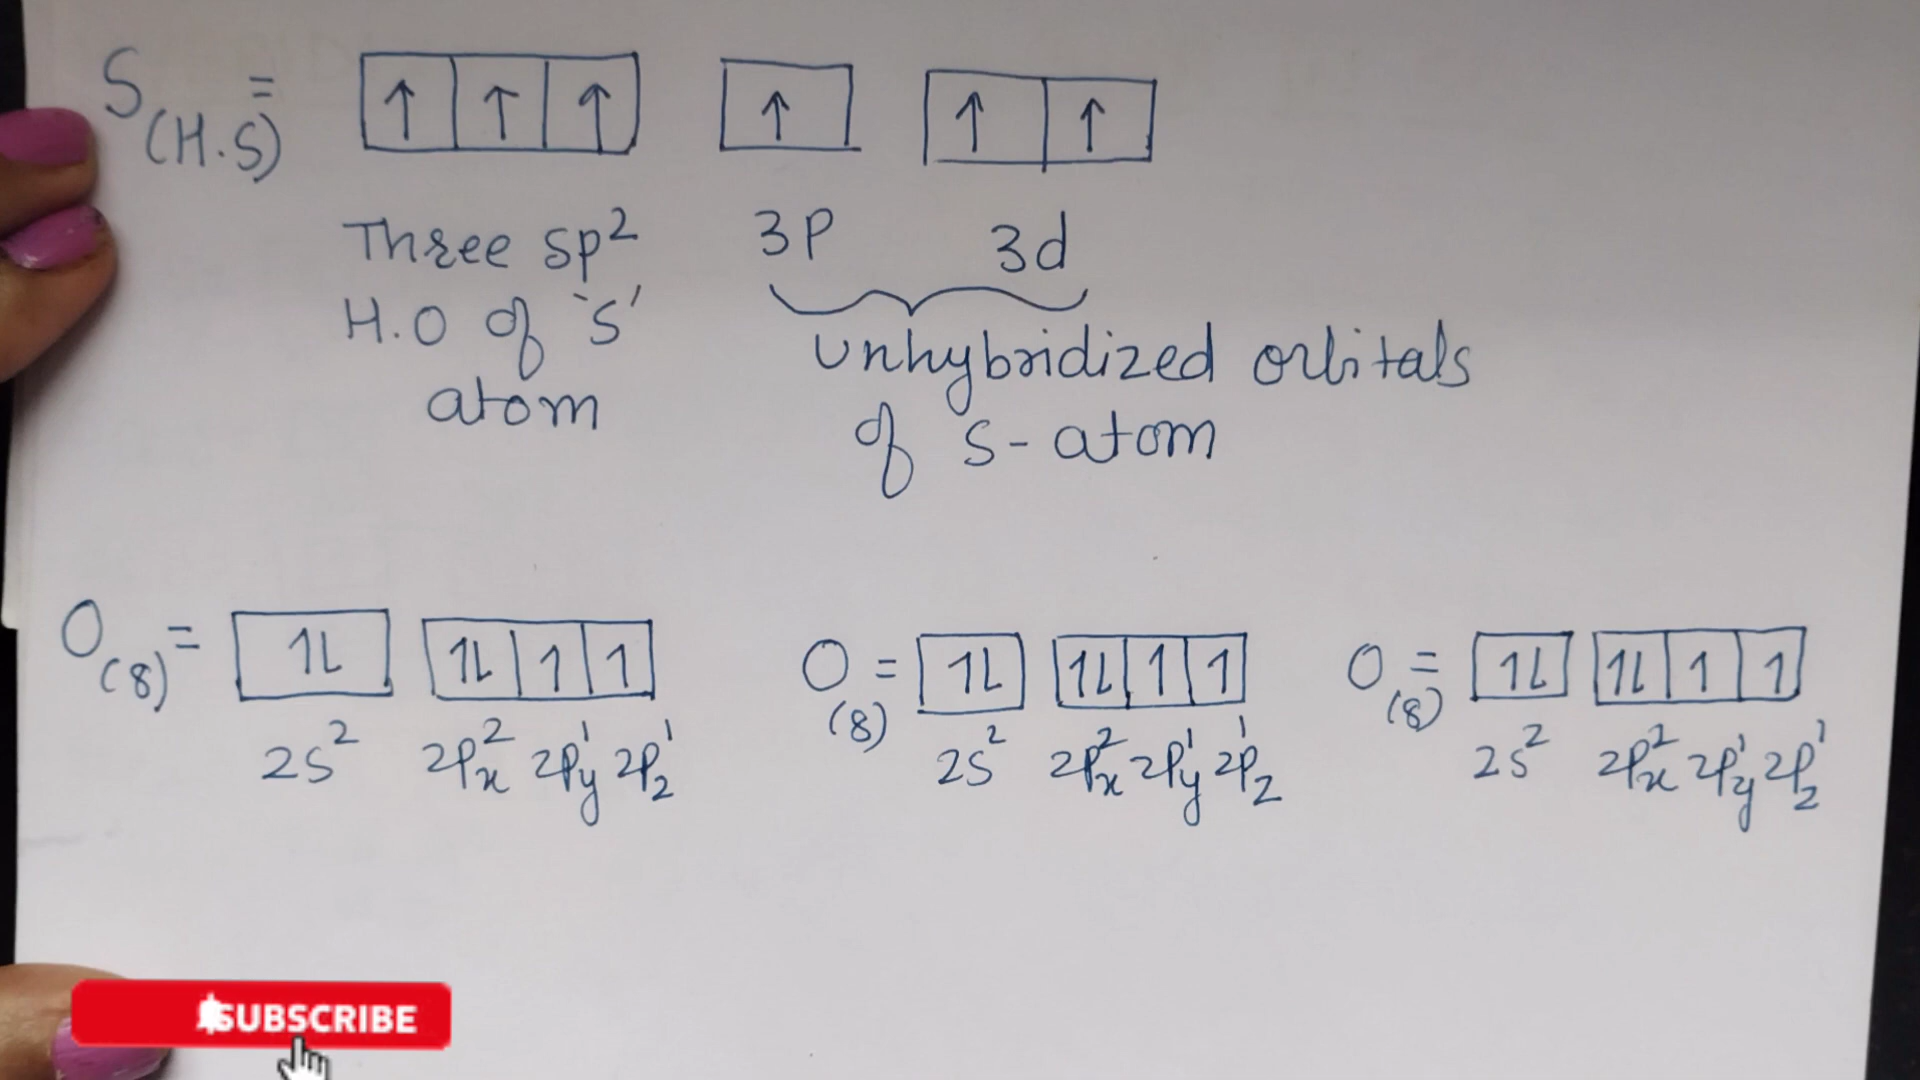 S(H.S) = ↑ ↑ ↑ ↑ ↑ ↑
Three sp² 3p 3d
H.O of 's'
atom
unhybridized orbitals
of S-atom
O(8) = 1L 1L 1 1 O(8) = 1L 1L 1 1 O(8) = 1L 1L 1 1
2s² 2px² 2py¹ 2pz¹ 2s² 2px² 2py¹ 2pz¹ 2s² 2px² 2py¹ 2pz¹
SUBSCRIBE